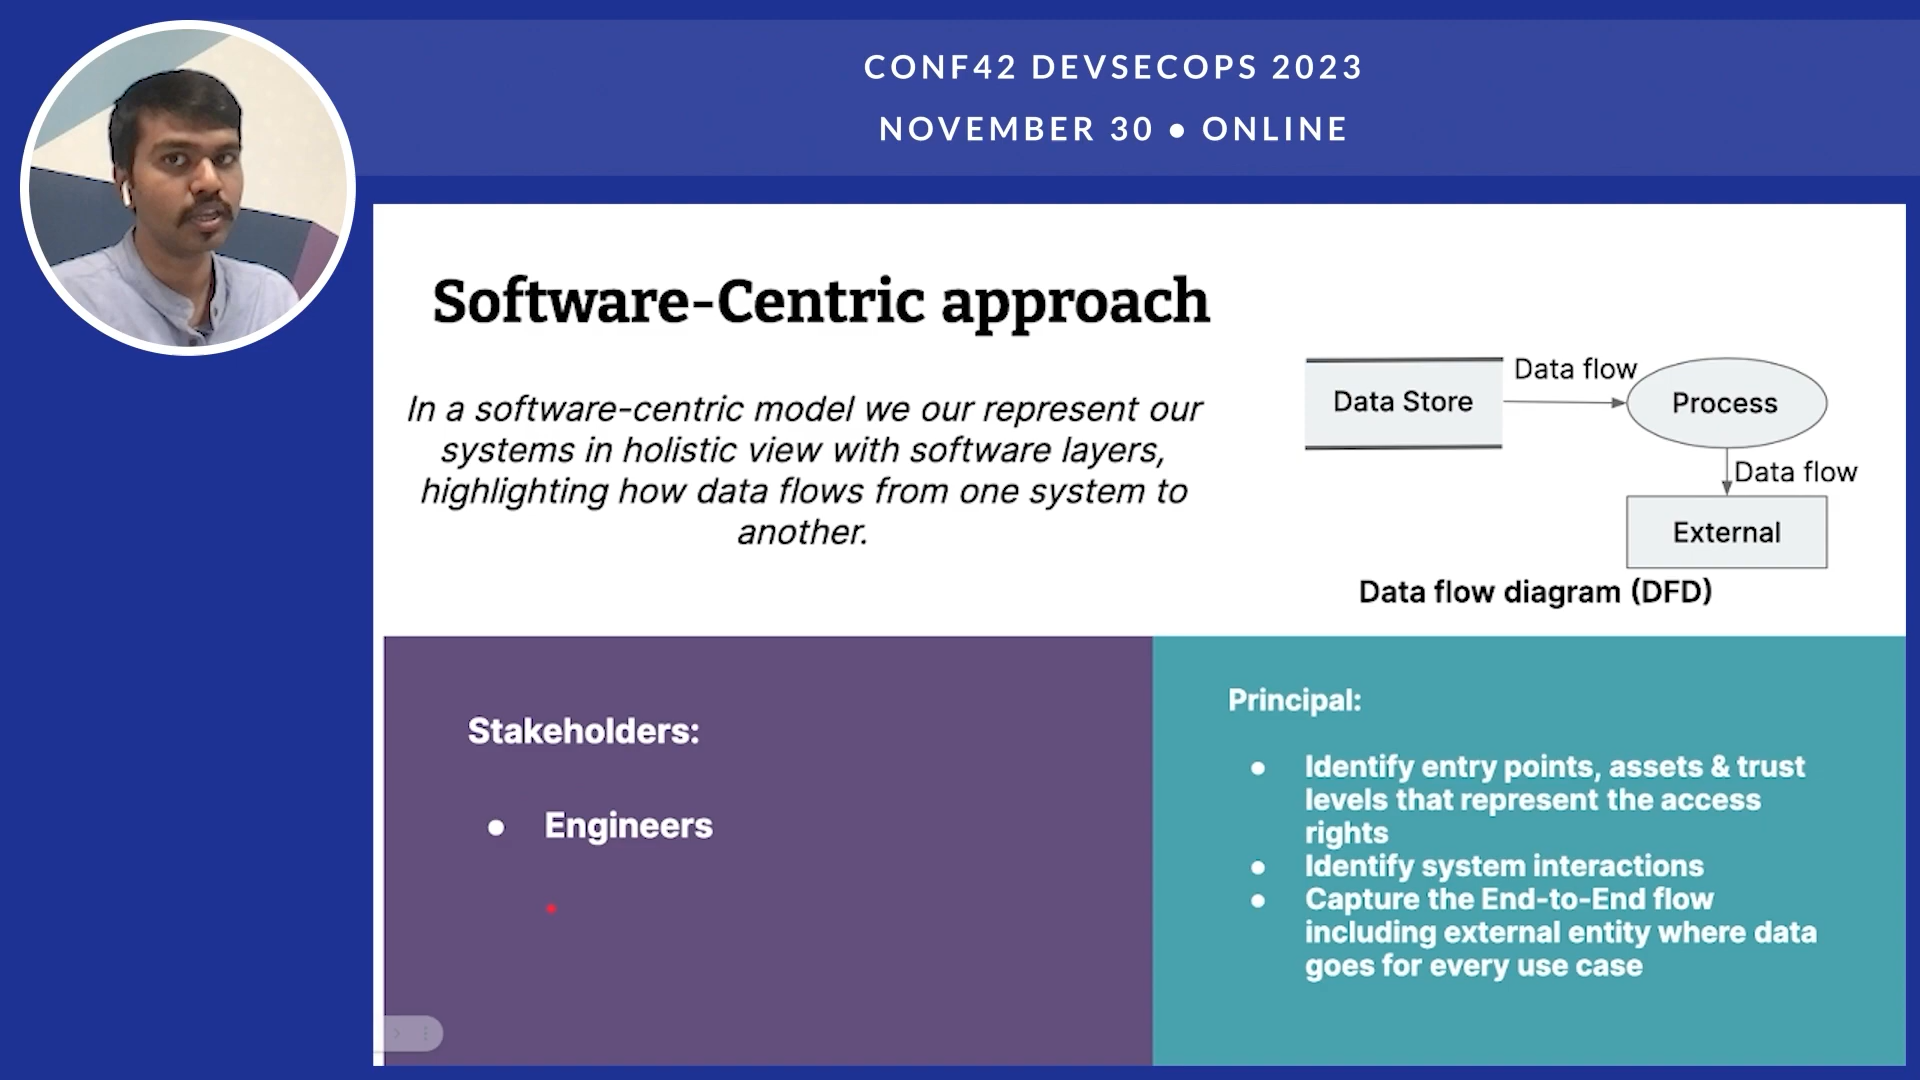 CONF42 DEVSECOPS 2023
NOVEMBER 30 ● ONLINE
Software-Centric approach
In a software-centric model we our represent our
systems in holistic view with software layers,
highlighting how data flows from one system to
another.
Data Store
Data flow
Process
Data flow
External
Data flow diagram (DFD)
Stakeholders:
● Engineers
Principal:
● Identify entry points, assets & trust
levels that represent the access
rights
● Identify system interactions
● Capture the End-to-End flow
including external entity where data
goes for every use case